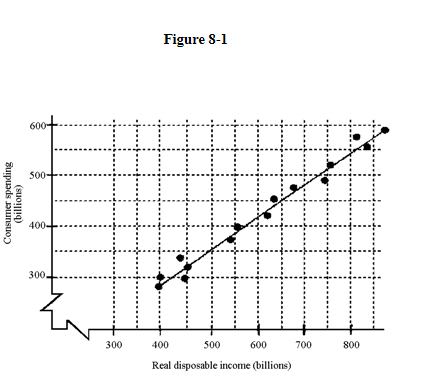 Figure 8-1
600
500
400
300
Consumer spending
(billions)
300 400 500 600 700 800
Real disposable income (billions)